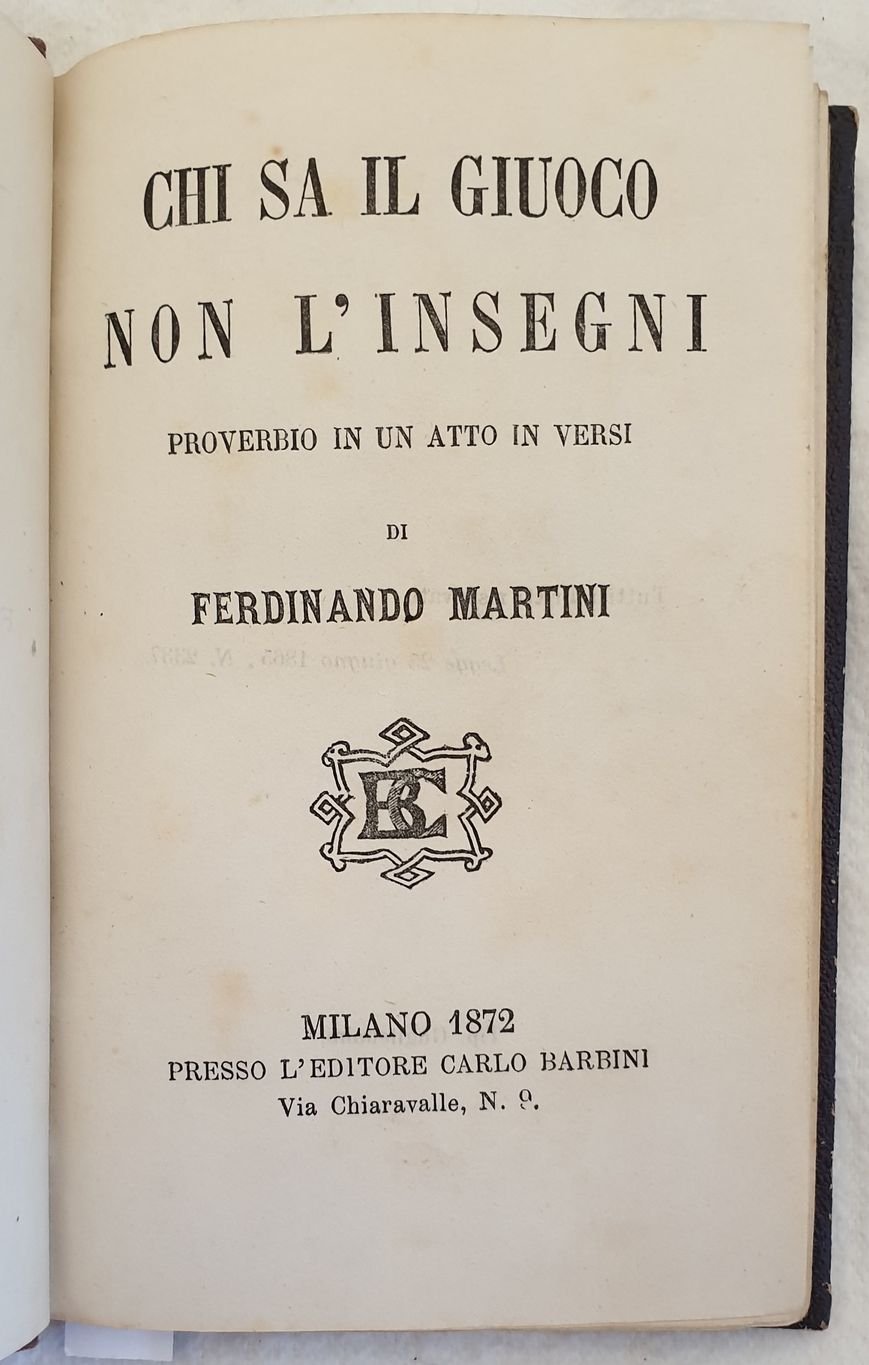 CHI SA IL GIUOCO
NON L'INSEGNI
PROVERBIO IN UN ATTO IN VERSI
DI
FERDINANDO MARTINI
MILANO 1872
PRESSO L'EDITORE CARLO BARBINI
Via Chiaravalle, N. 9.